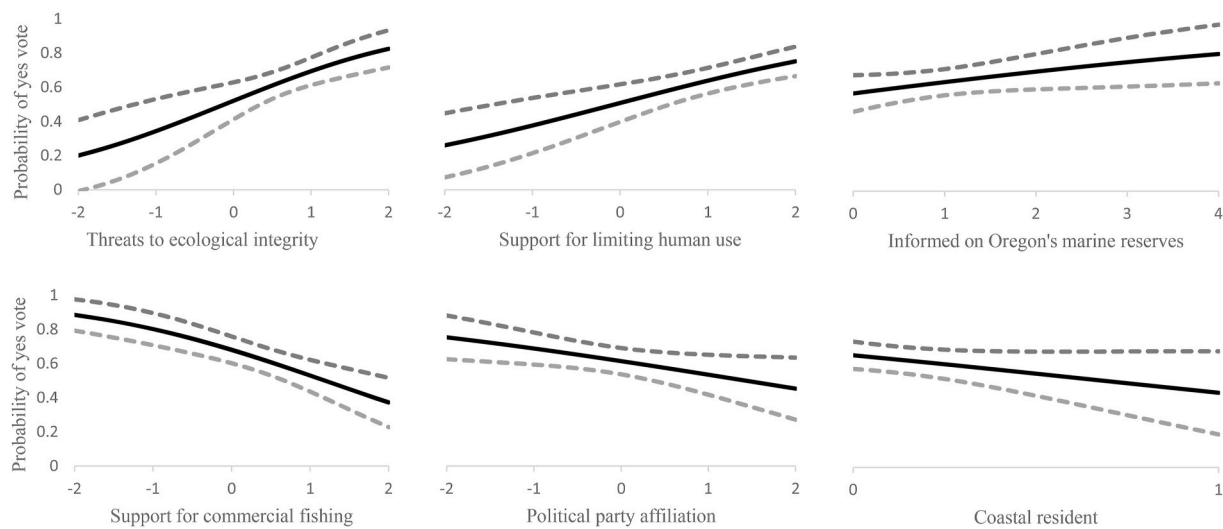 Probability of yes vote
1
0.8
0.6
0.4
0.2
0
-2 -1 0 1 2
Threats to ecological integrity
-2 -1 0 1 2
Support for limiting human use
0 1 2 3 4
Informed on Oregon's marine reserves
Probability of yes vote
1
0.8
0.6
0.4
0.2
0
-2 -1 0 1 2
Support for commercial fishing
-2 -1 0 1 2
Political party affiliation
0 1
Coastal resident